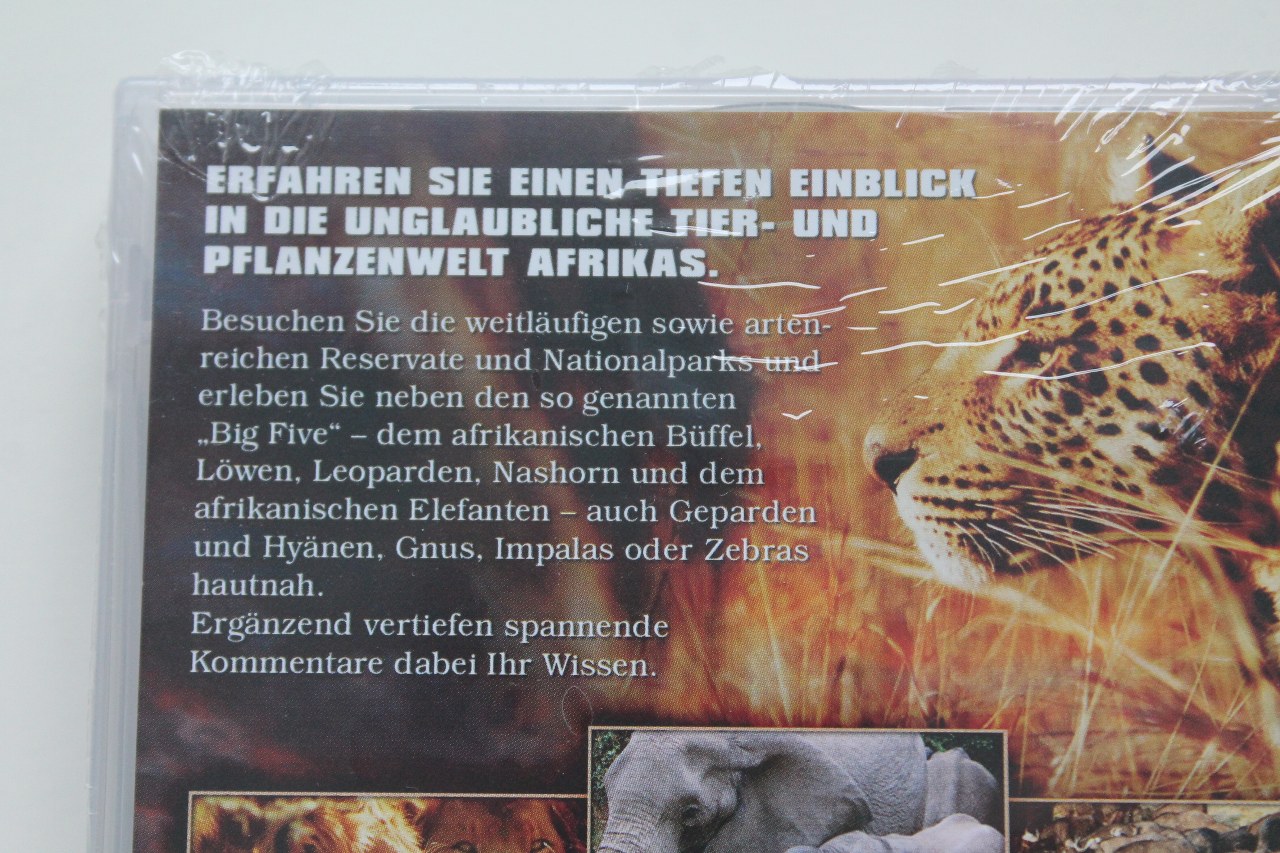 ERFAHREN SIE EINEN TIEFEN EINBLICK
IN DIE UNGLAUBLICHE TIER- UND
PFLANZENWELT AFRIKAS.
Besuchen Sie die weitläufigen sowie arten-
reichen Reservate und Nationalparks und
erleben Sie neben den so genannten
„Big Five“ – dem afrikanischen Büffel,
Löwen, Leoparden, Nashorn und dem
afrikanischen Elefanten – auch Geparden
und Hyänen, Gnus, Impalas oder Zebras
hautnah.
Ergänzend vertiefen spannende
Kommentare dabei Ihr Wissen.